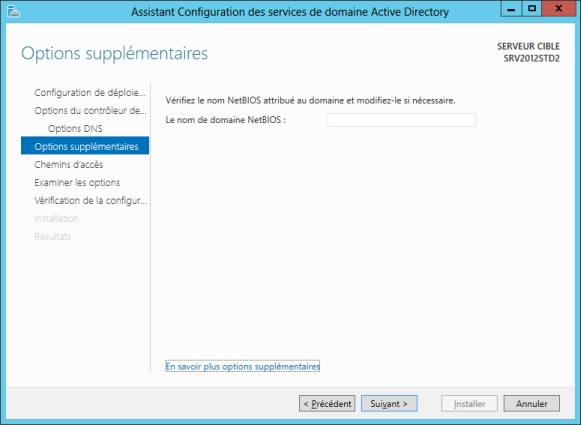 Assistant Configuration des services de domaine Active Directory
Options supplémentaires
SERVEUR CIBLE
SRV2012STD2
Configuration de déploie...
Options du contrôleur de...
Options DNS
Options supplémentaires
Chemins d'accès
Examiner les options
Vérification de la configur...
Installation
Résultats
Vérifiez le nom NetBIOS attribué au domaine et modifiez-le si nécessaire.
Le nom de domaine NetBIOS :
En savoir plus options supplémentaires
< Précédent
Suivant >
Installer
Annuler